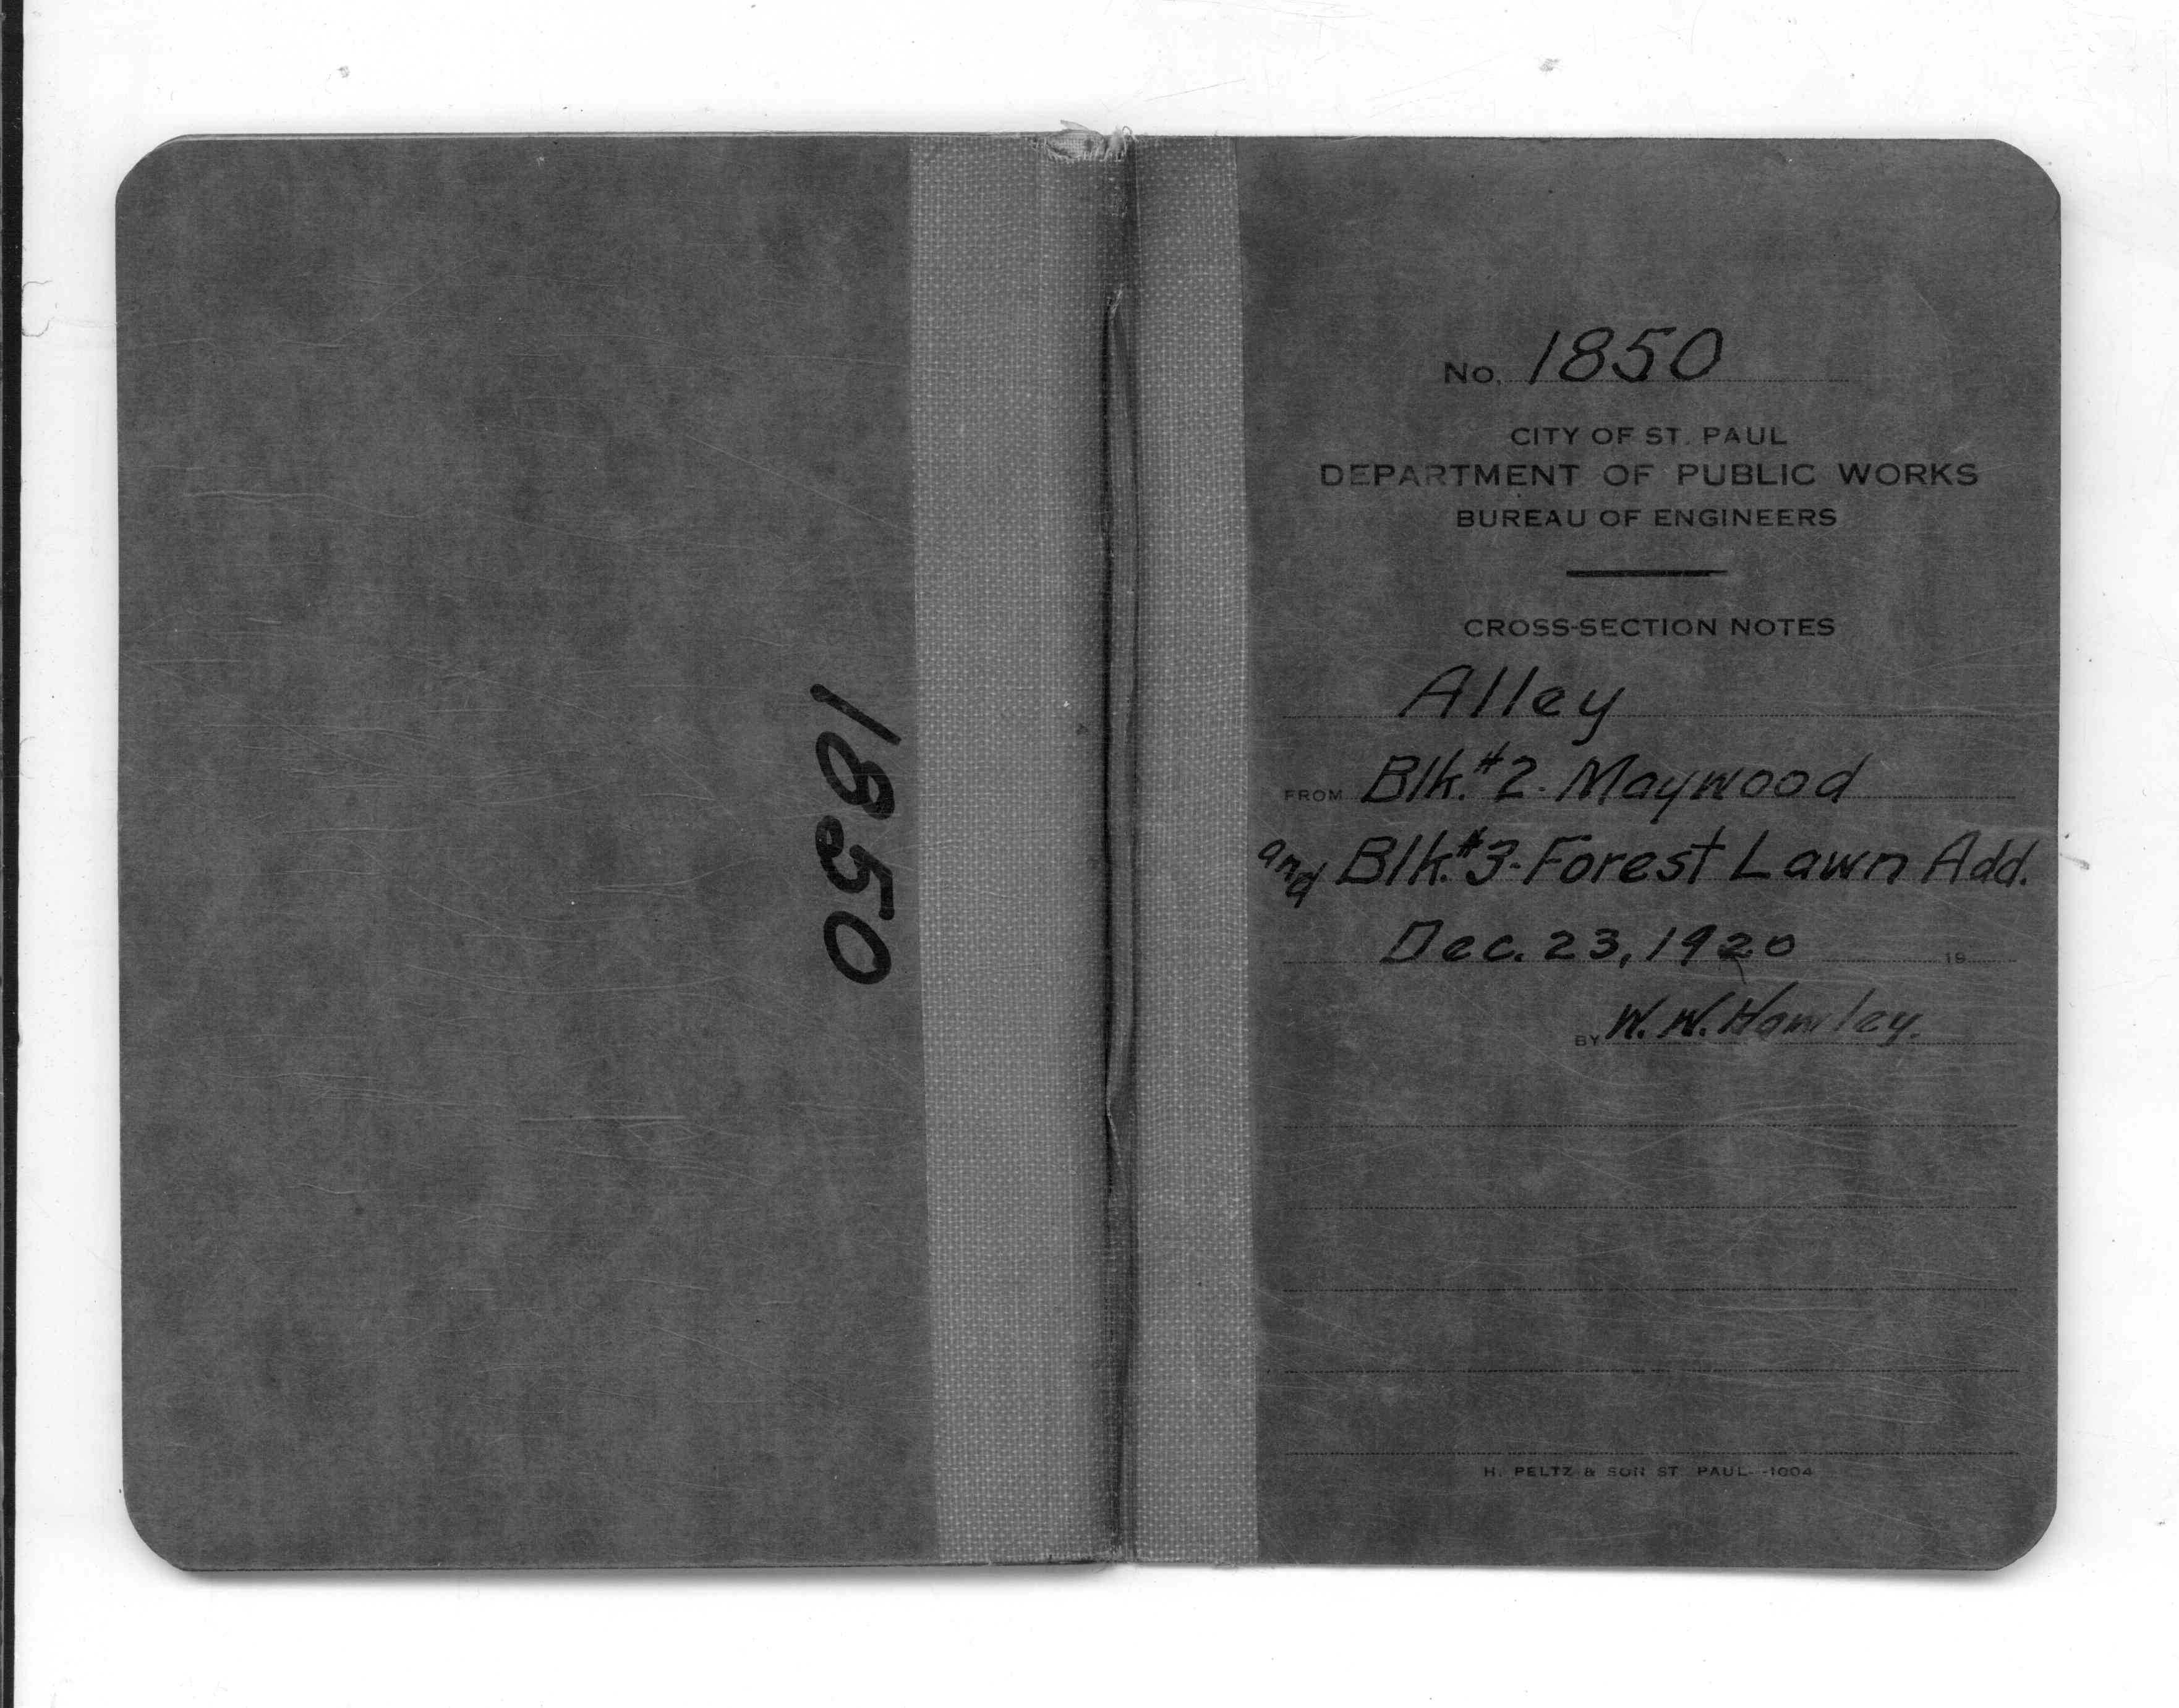 1850
No. 1850
CITY OF ST. PAUL
DEPARTMENT OF PUBLIC WORKS
BUREAU OF ENGINEERS
CROSS-SECTION NOTES
Alley
FROM Blk. #2. Maywood
and Blk. #3-Forest Lawn Add.
Dec. 23, 1920 19
BY W. W. Hawley.
H. PELTZ & SON ST PAUL -1004